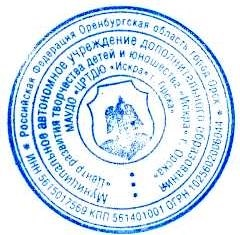 Российская Федерация Оренбургская область город Орск
ИНН 5615017569 КПП 561401001 ОГРН 1025602096044
Муниципальное автономное учреждение дополнительного образования
"Центр развития творчества детей и юношества "Искра" г. Орска"
МАУДО «ЦРТДЮ «Искра» г. Орска»